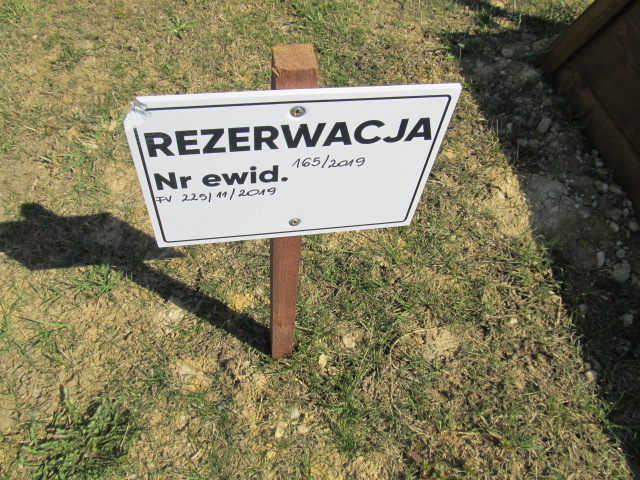 REZERWACJA
Nr ewid. 165/2019
FV 225/11/2019